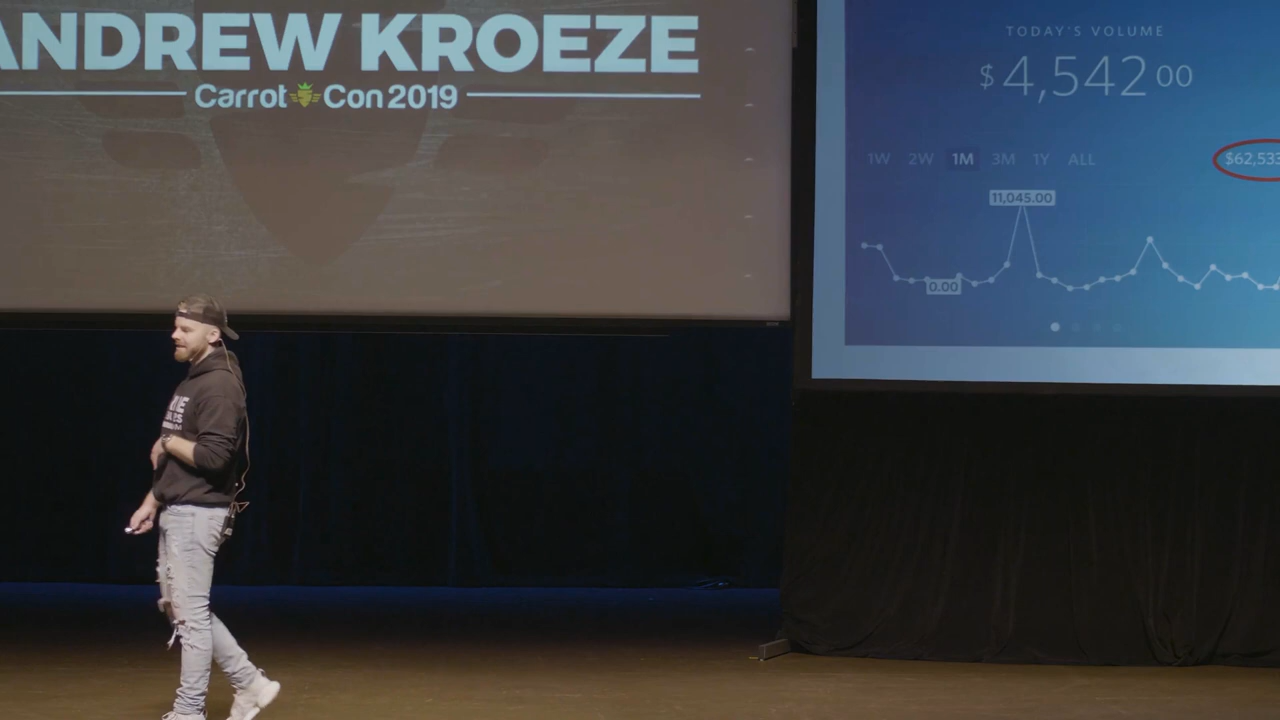 ANDREW KROEZE
Carrot Con 2019
TODAY'S VOLUME
$4,542 00
1W 2W 1M 3M 1Y ALL
$62,533
11,045.00
0.00